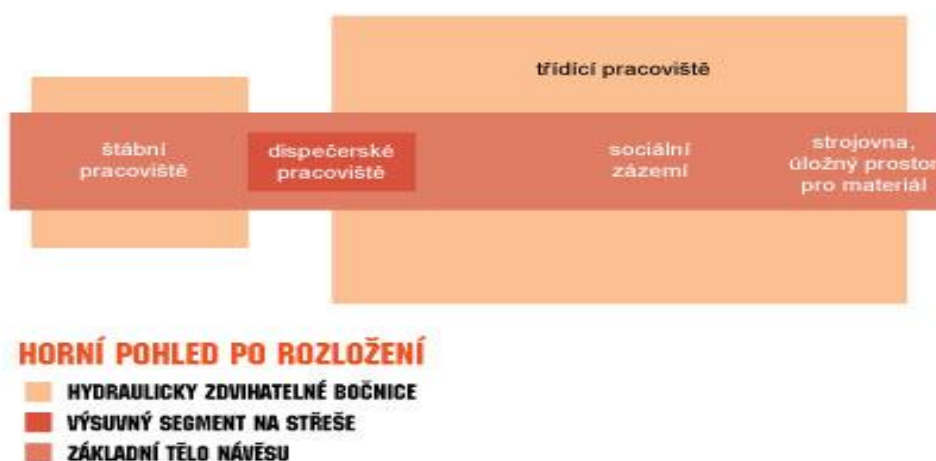 třídící pracoviště
štábní
pracoviště
dispečerské
pracoviště
sociální
zázemí
strojovna,
úložný prostor
pro materiál
HORNÍ POHLED PO ROZLOŽENÍ
HYDRAULICKY ZDVIHATELNÉ BOČNICE
VÝSUVNÝ SEGMENT NA STŘEŠE
ZÁKLADNÍ TĚLO NÁVĚSU